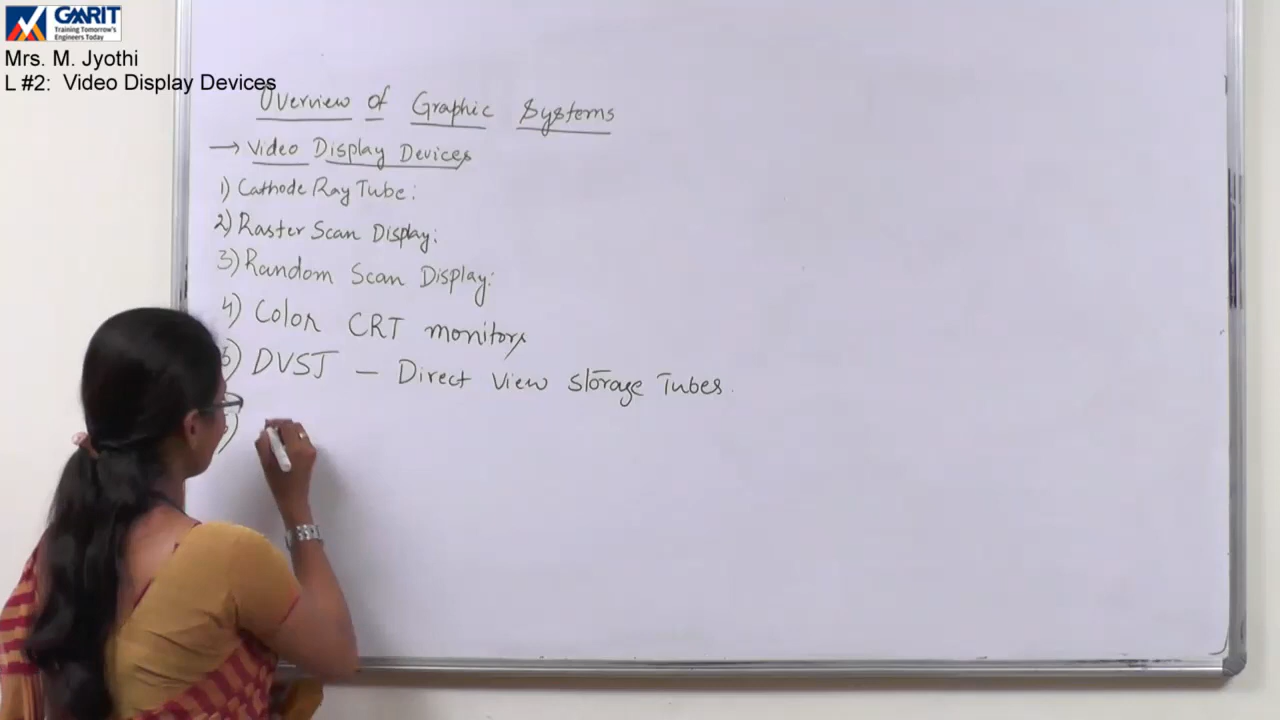 GMRIT
Training Tomorrow's
Engineers Today
Mrs. M. Jyothi
L #2: Video Display Devices
Overview of Graphic Systems
→ Video Display Devices
1) Cathode Ray Tube:
2) Raster Scan Display:
3) Random Scan Display:
4) Color CRT monitors
5) DVST — Direct View Storage Tubes.